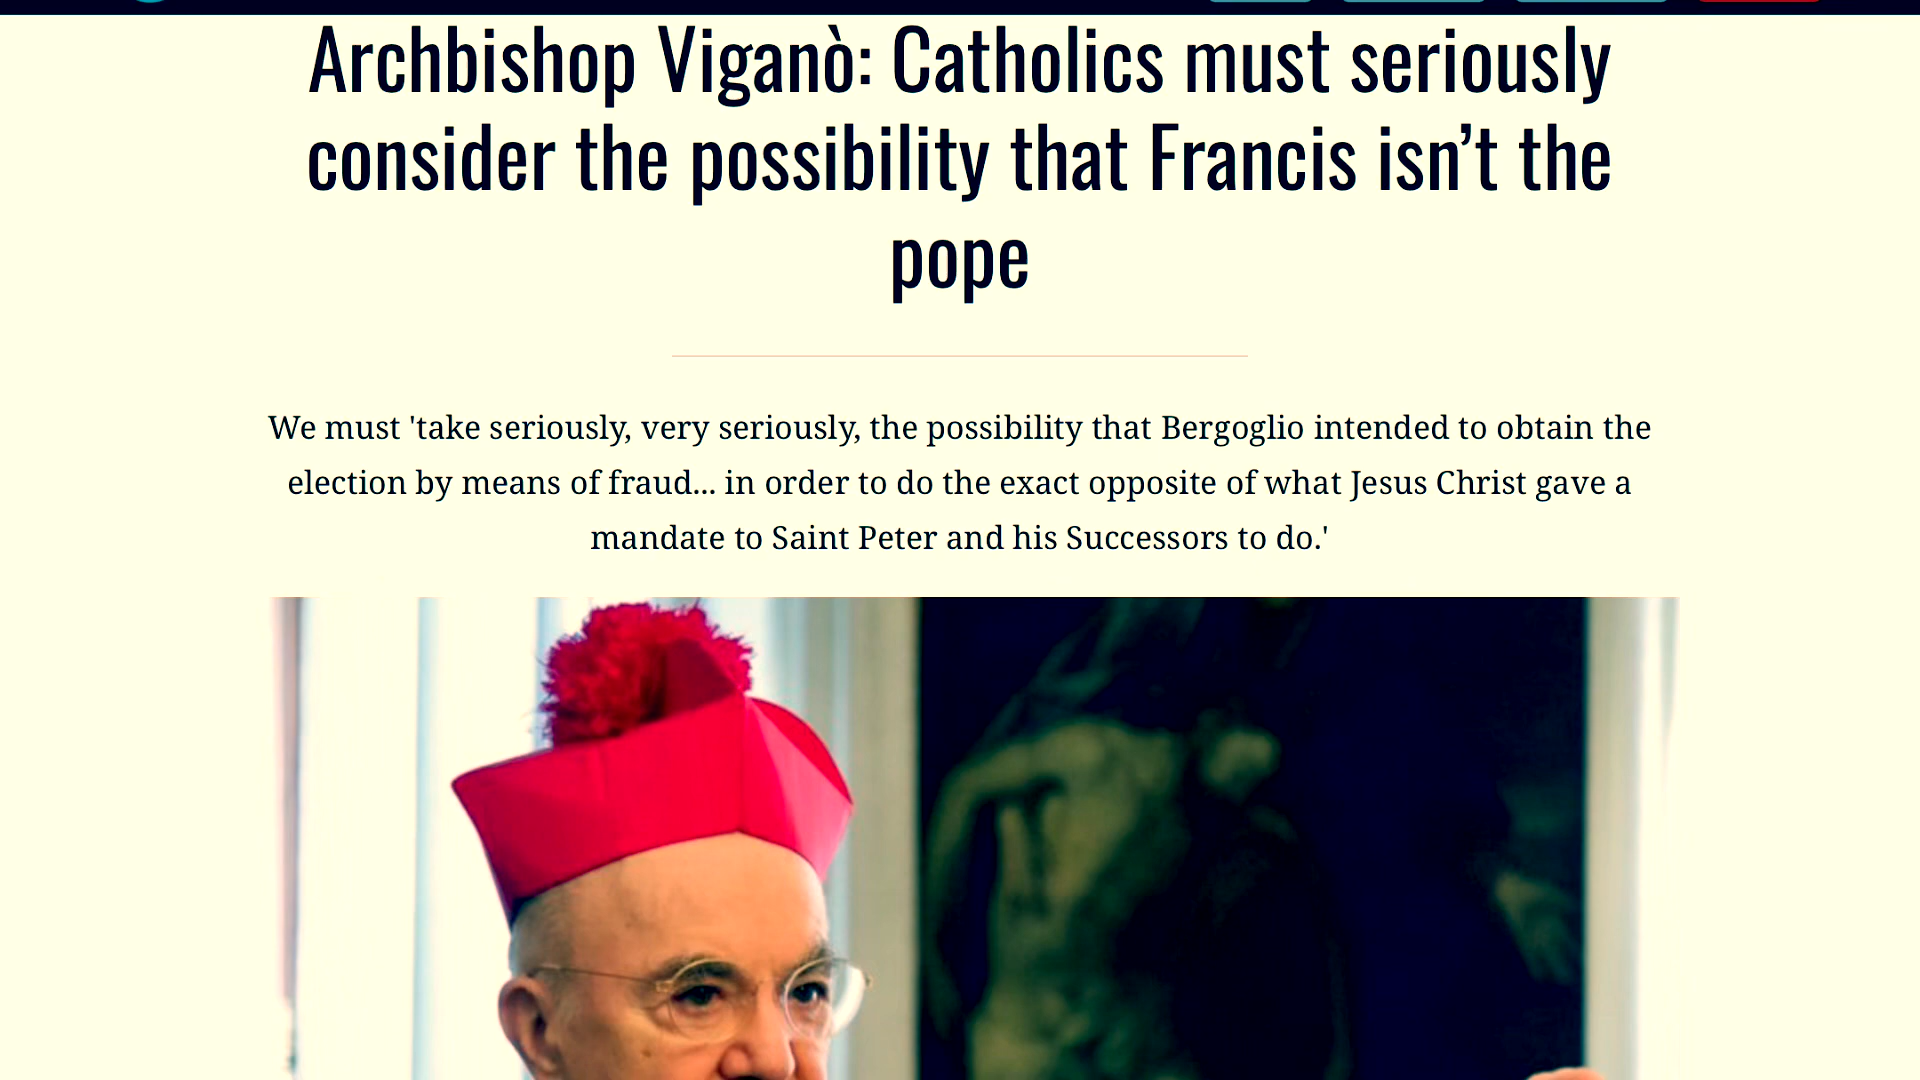 Archbishop Viganò: Catholics must seriously
consider the possibility that Francis isn’t the
pope
We must 'take seriously, very seriously, the possibility that Bergoglio intended to obtain the
election by means of fraud... in order to do the exact opposite of what Jesus Christ gave a
mandate to Saint Peter and his Successors to do.'